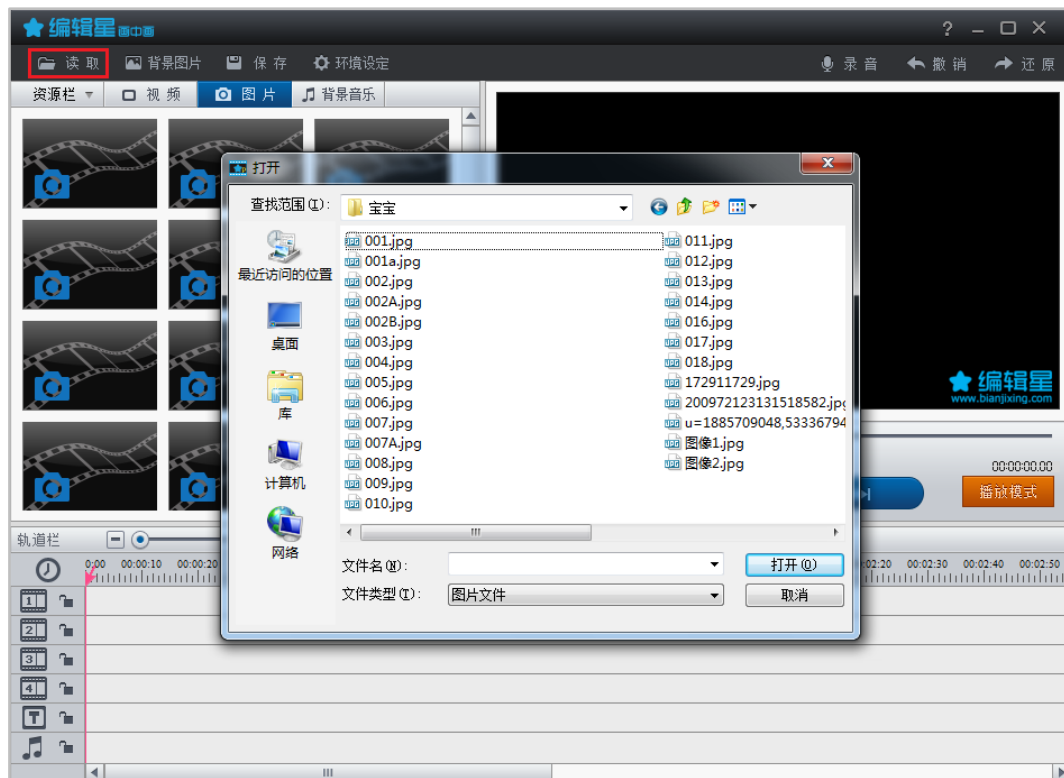 编辑星 画中画
读取 背景图片 保存 环境设定 录音 撤销 还原
资源栏 视频 图片 背景音乐
打开
查找范围(I): 宝宝
最近访问的位置
桌面
库
计算机
网络
001.jpg
001a.jpg
002.jpg
002A.jpg
002B.jpg
003.jpg
004.jpg
005.jpg
006.jpg
007.jpg
007A.jpg
008.jpg
009.jpg
010.jpg
011.jpg
012.jpg
013.jpg
014.jpg
016.jpg
017.jpg
018.jpg
172911729.jpg
200972123131518582.jpg
u=1885709048,53336794
图像1.jpg
图像2.jpg
文件名(N): 打开(O)
文件类型(T): 图片文件 取消
编辑星
www.bianjixing.com
00:00:00.00
播放模式
轨道栏
0:00 00:00:10 00:00:20 :02:20 00:02:30 00:02:40 00:02:50
1
2
3
4
T